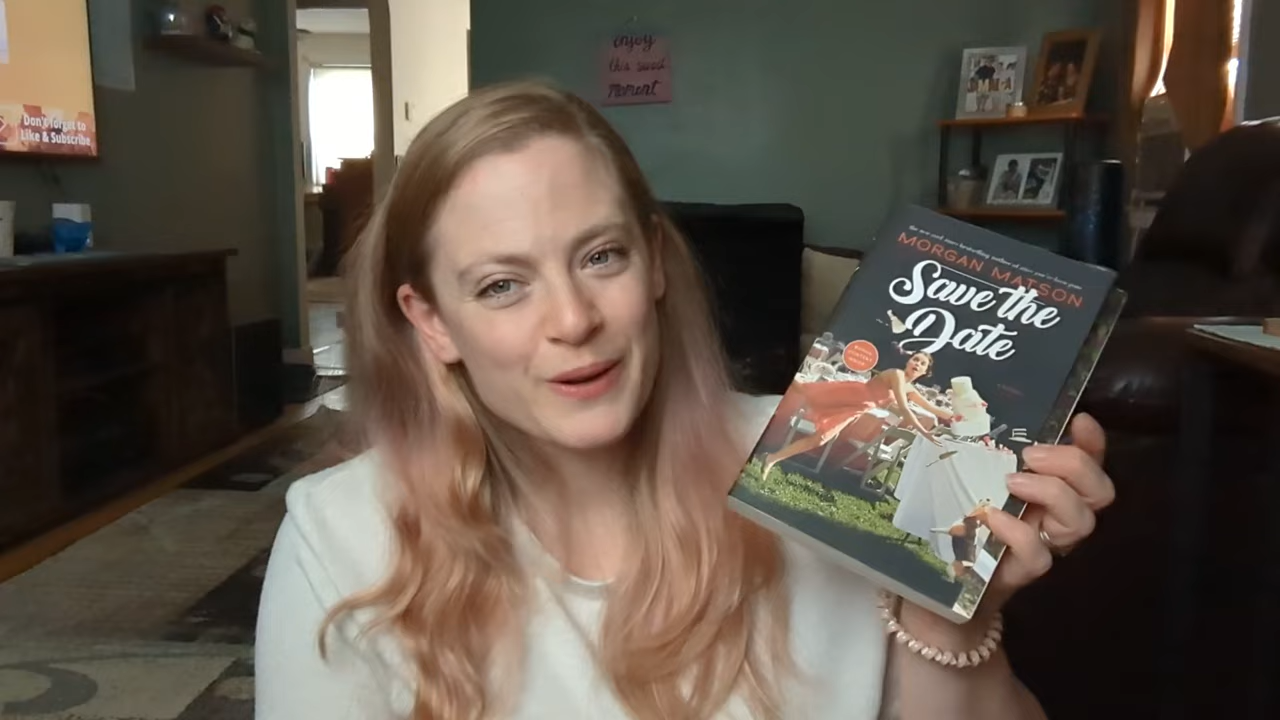 Don't forget to
Like & Subscribe
enjoy
this sweet
moment
MORGAN MATSON
Save the
Date